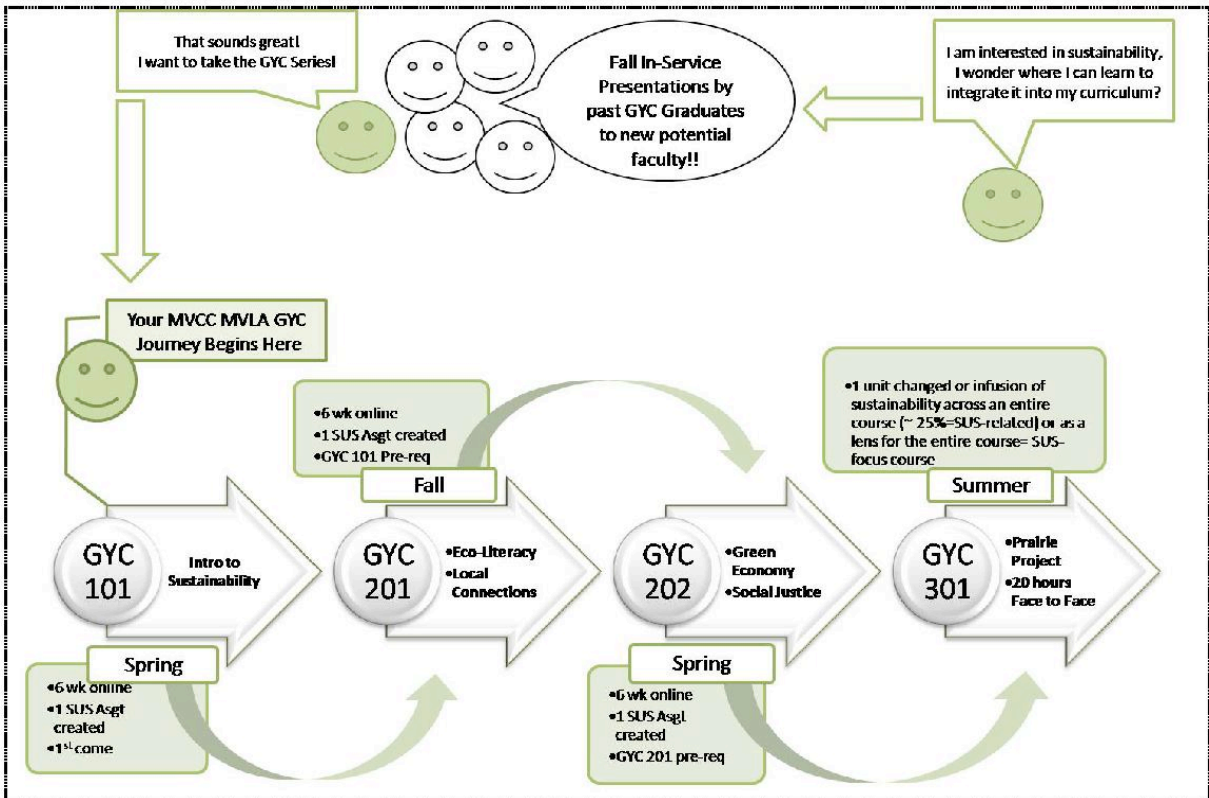 That sounds great!
I want to take the GYC Series!
Fall In-Service
Presentations by
past GYC Graduates
to new potential
faculty!!
I am interested in sustainability,
I wonder where I can learn to
integrate it into my curriculum?
Your MVCC MVLA GYC
Journey Begins Here
•6 wk online
•1 SUS Asgt created
•GYC 101 Pre-req
Fall
•1 unit changed or infusion of
sustainability across an entire
course (~ 25%=SUS-related) or as a
lens for the entire course= SUS-
focus course
Summer
GYC
101
Intro to
Sustainability
GYC
201
•Eco-Literacy
•Local
Connections
GYC
202
•Green
Economy
•Social Justice
GYC
301
•Prairie
Project
•20 hours
Face to Face
Spring
•6 wk online
•1 SUS Asgt
created
•1st come
Spring
•6 wk online
•1 SUS Asgt
created
•GYC 201 pre-req